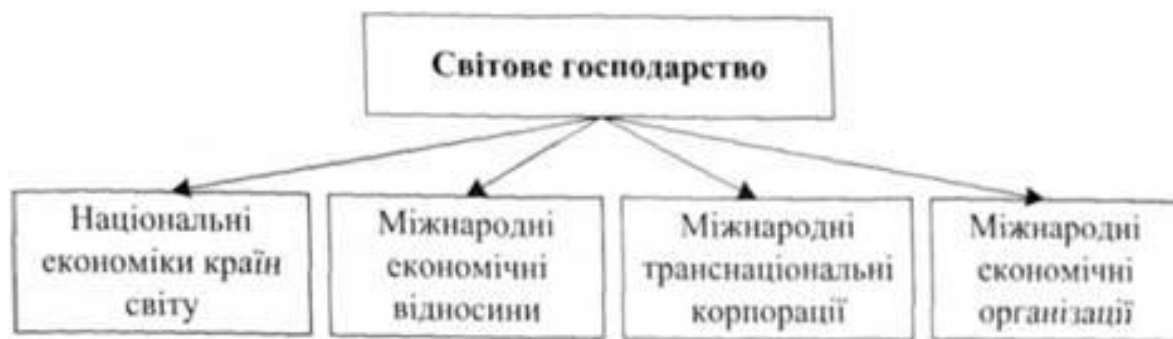 Світове господарство
Національні
економіки країн
світу
Міжнародні
економічні
відносини
Міжнародні
транснаціональні
корпорації
Міжнародні
економічні
організації